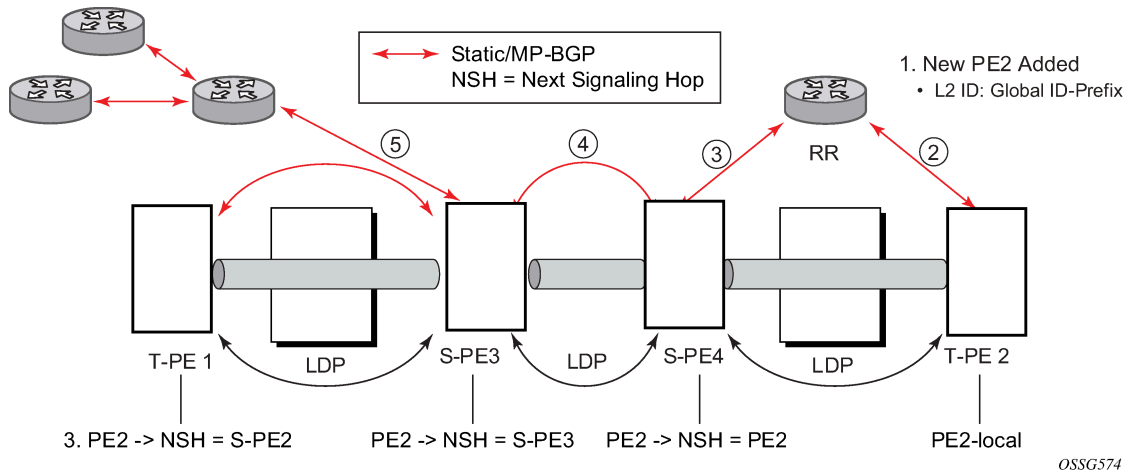 Static/MP-BGP
NSH = Next Signaling Hop
1. New PE2 Added
• L2 ID: Global ID-Prefix
RR
5
4
3
2
T-PE 1
LDP
S-PE3
LDP
S-PE4
LDP
T-PE 2
3. PE2 -> NSH = S-PE2
PE2 -> NSH = S-PE3
PE2 -> NSH = PE2
PE2-local
OSSG574